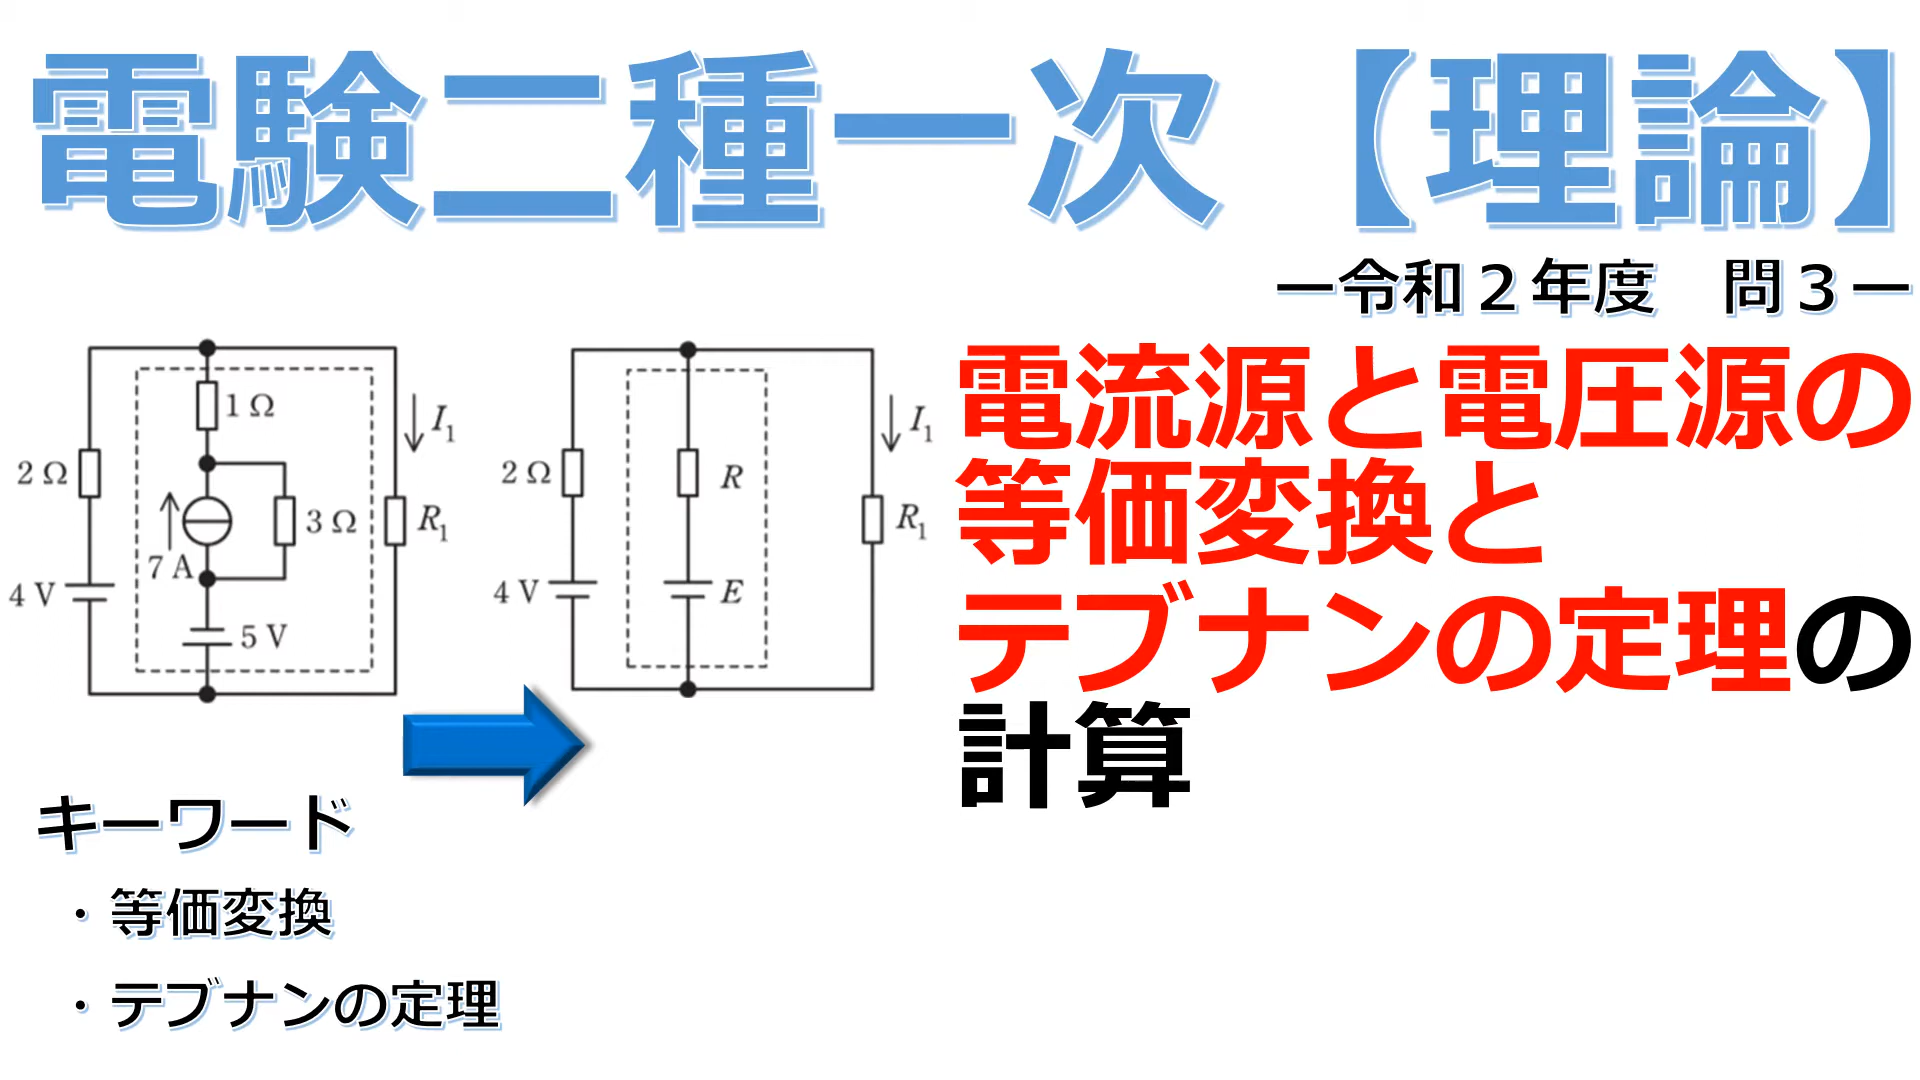 電験二種一次【理論】
ー令和２年度　問３ー
電流源と電圧源の
等価変換と
テブナンの定理の
計算
1 Ω
I1
2 Ω
3 Ω
R1
7 A
4 V
5 V
I1
2 Ω
R
R1
4 V
E
キーワード
・等価変換
・テブナンの定理